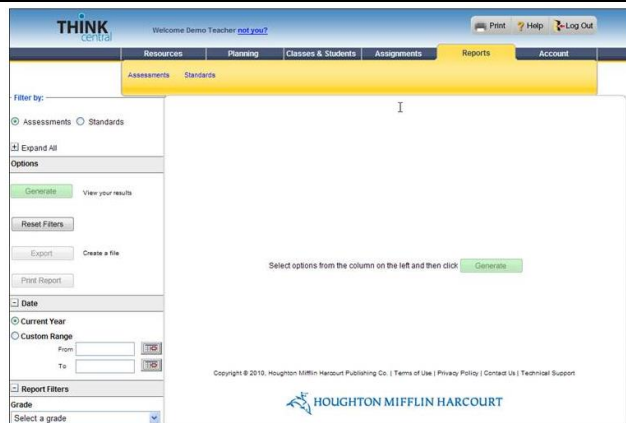 THINK central
Welcome Demo Teacher not you?
Print ? Help Log Out
Resources Planning Classes & Students Assignments Reports Account
Assessments Standards
Filter by:
Assessments Standards
Expand All
Options
Generate View your results
Reset Filters
Export Create a file
Print Report
Select options from the column on the left and then click Generate
Date
Current Year
Custom Range
From
To
Copyright © 2010, Houghton Mifflin Harcourt Publishing Co. | Terms of Use | Privacy Policy | Contact Us | Technical Support
Report Filters
HOUGHTON MIFFLIN HARCOURT
Grade
Select a grade